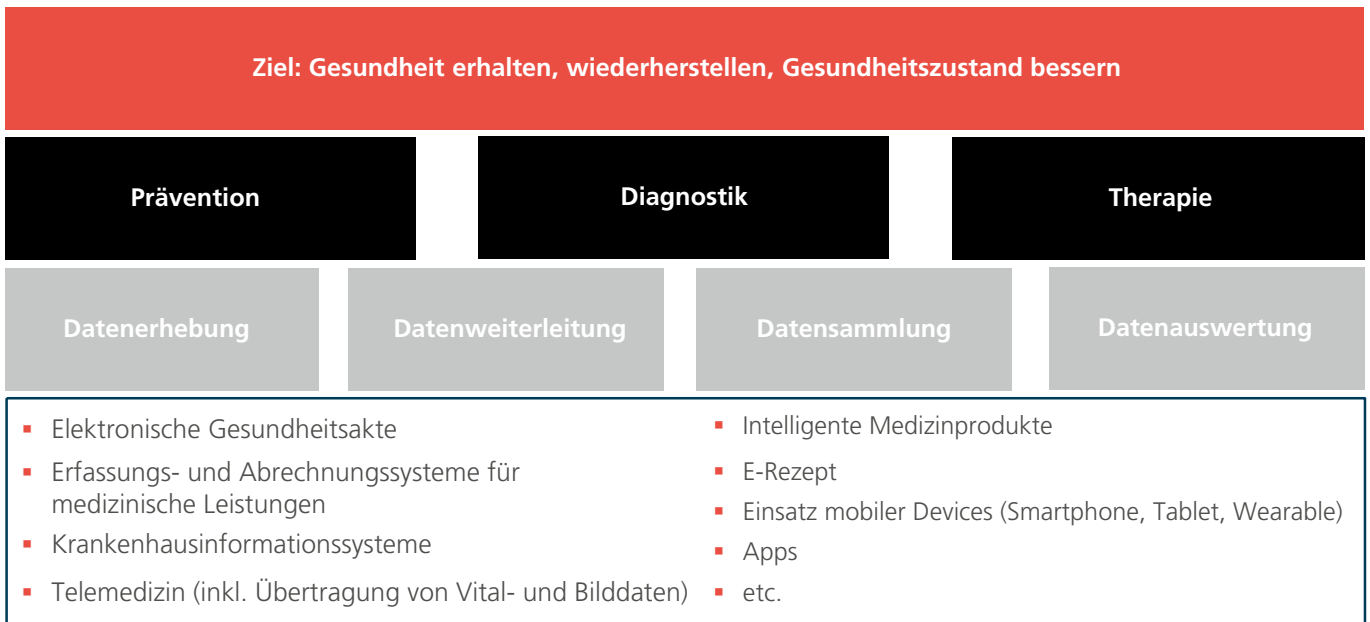 Ziel: Gesundheit erhalten, wiederherstellen, Gesundheitszustand bessern
Prävention
Diagnostik
Therapie
Datenerhebung
Datenweiterleitung
Datensammlung
Datenauswertung
▪ Elektronische Gesundheitsakte
▪ Erfassungs- und Abrechnungssysteme für
medizinische Leistungen
▪ Krankenhausinformationssysteme
▪ Telemedizin (inkl. Übertragung von Vital- und Bilddaten)
▪ Intelligente Medizinprodukte
▪ E-Rezept
▪ Einsatz mobiler Devices (Smartphone, Tablet, Wearable)
▪ Apps
▪ etc.